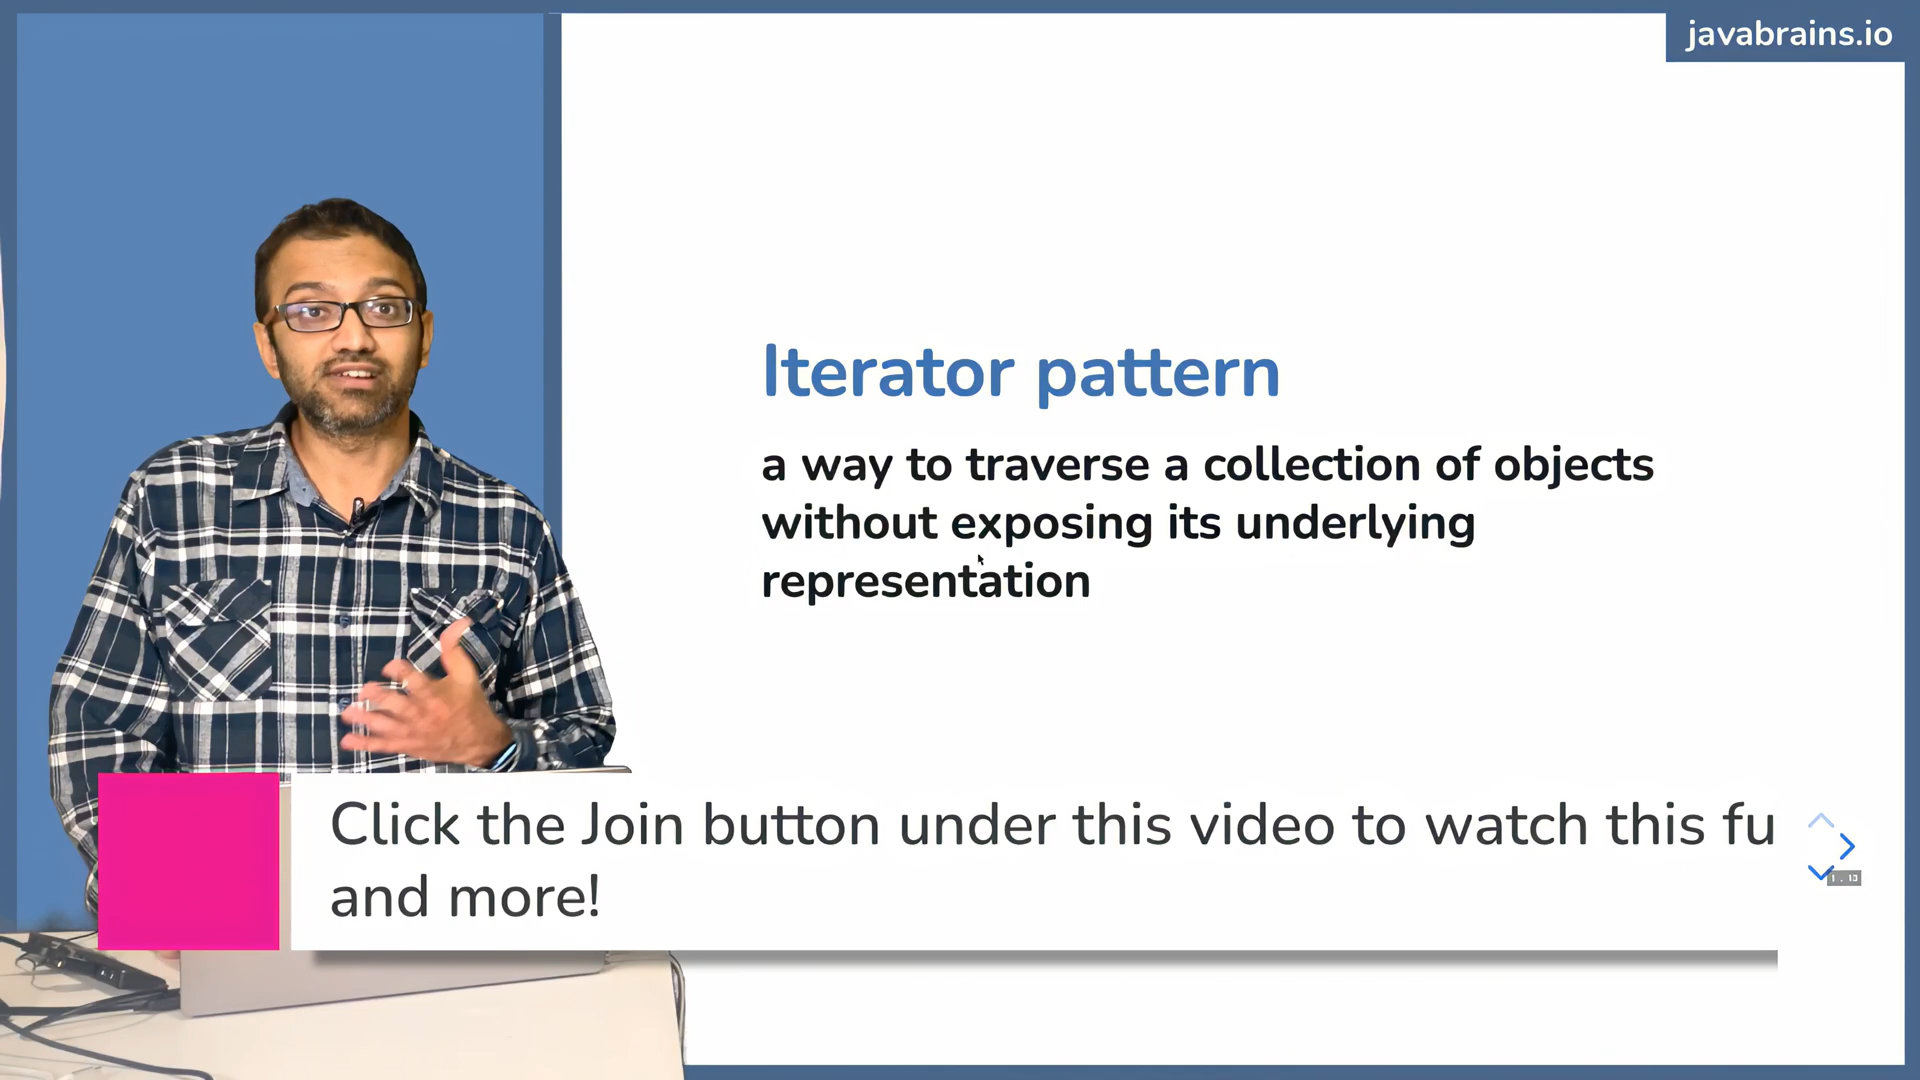 javabrains.io
Iterator pattern
a way to traverse a collection of objects
without exposing its underlying
representation
Click the Join button under this video to watch this fu
and more!